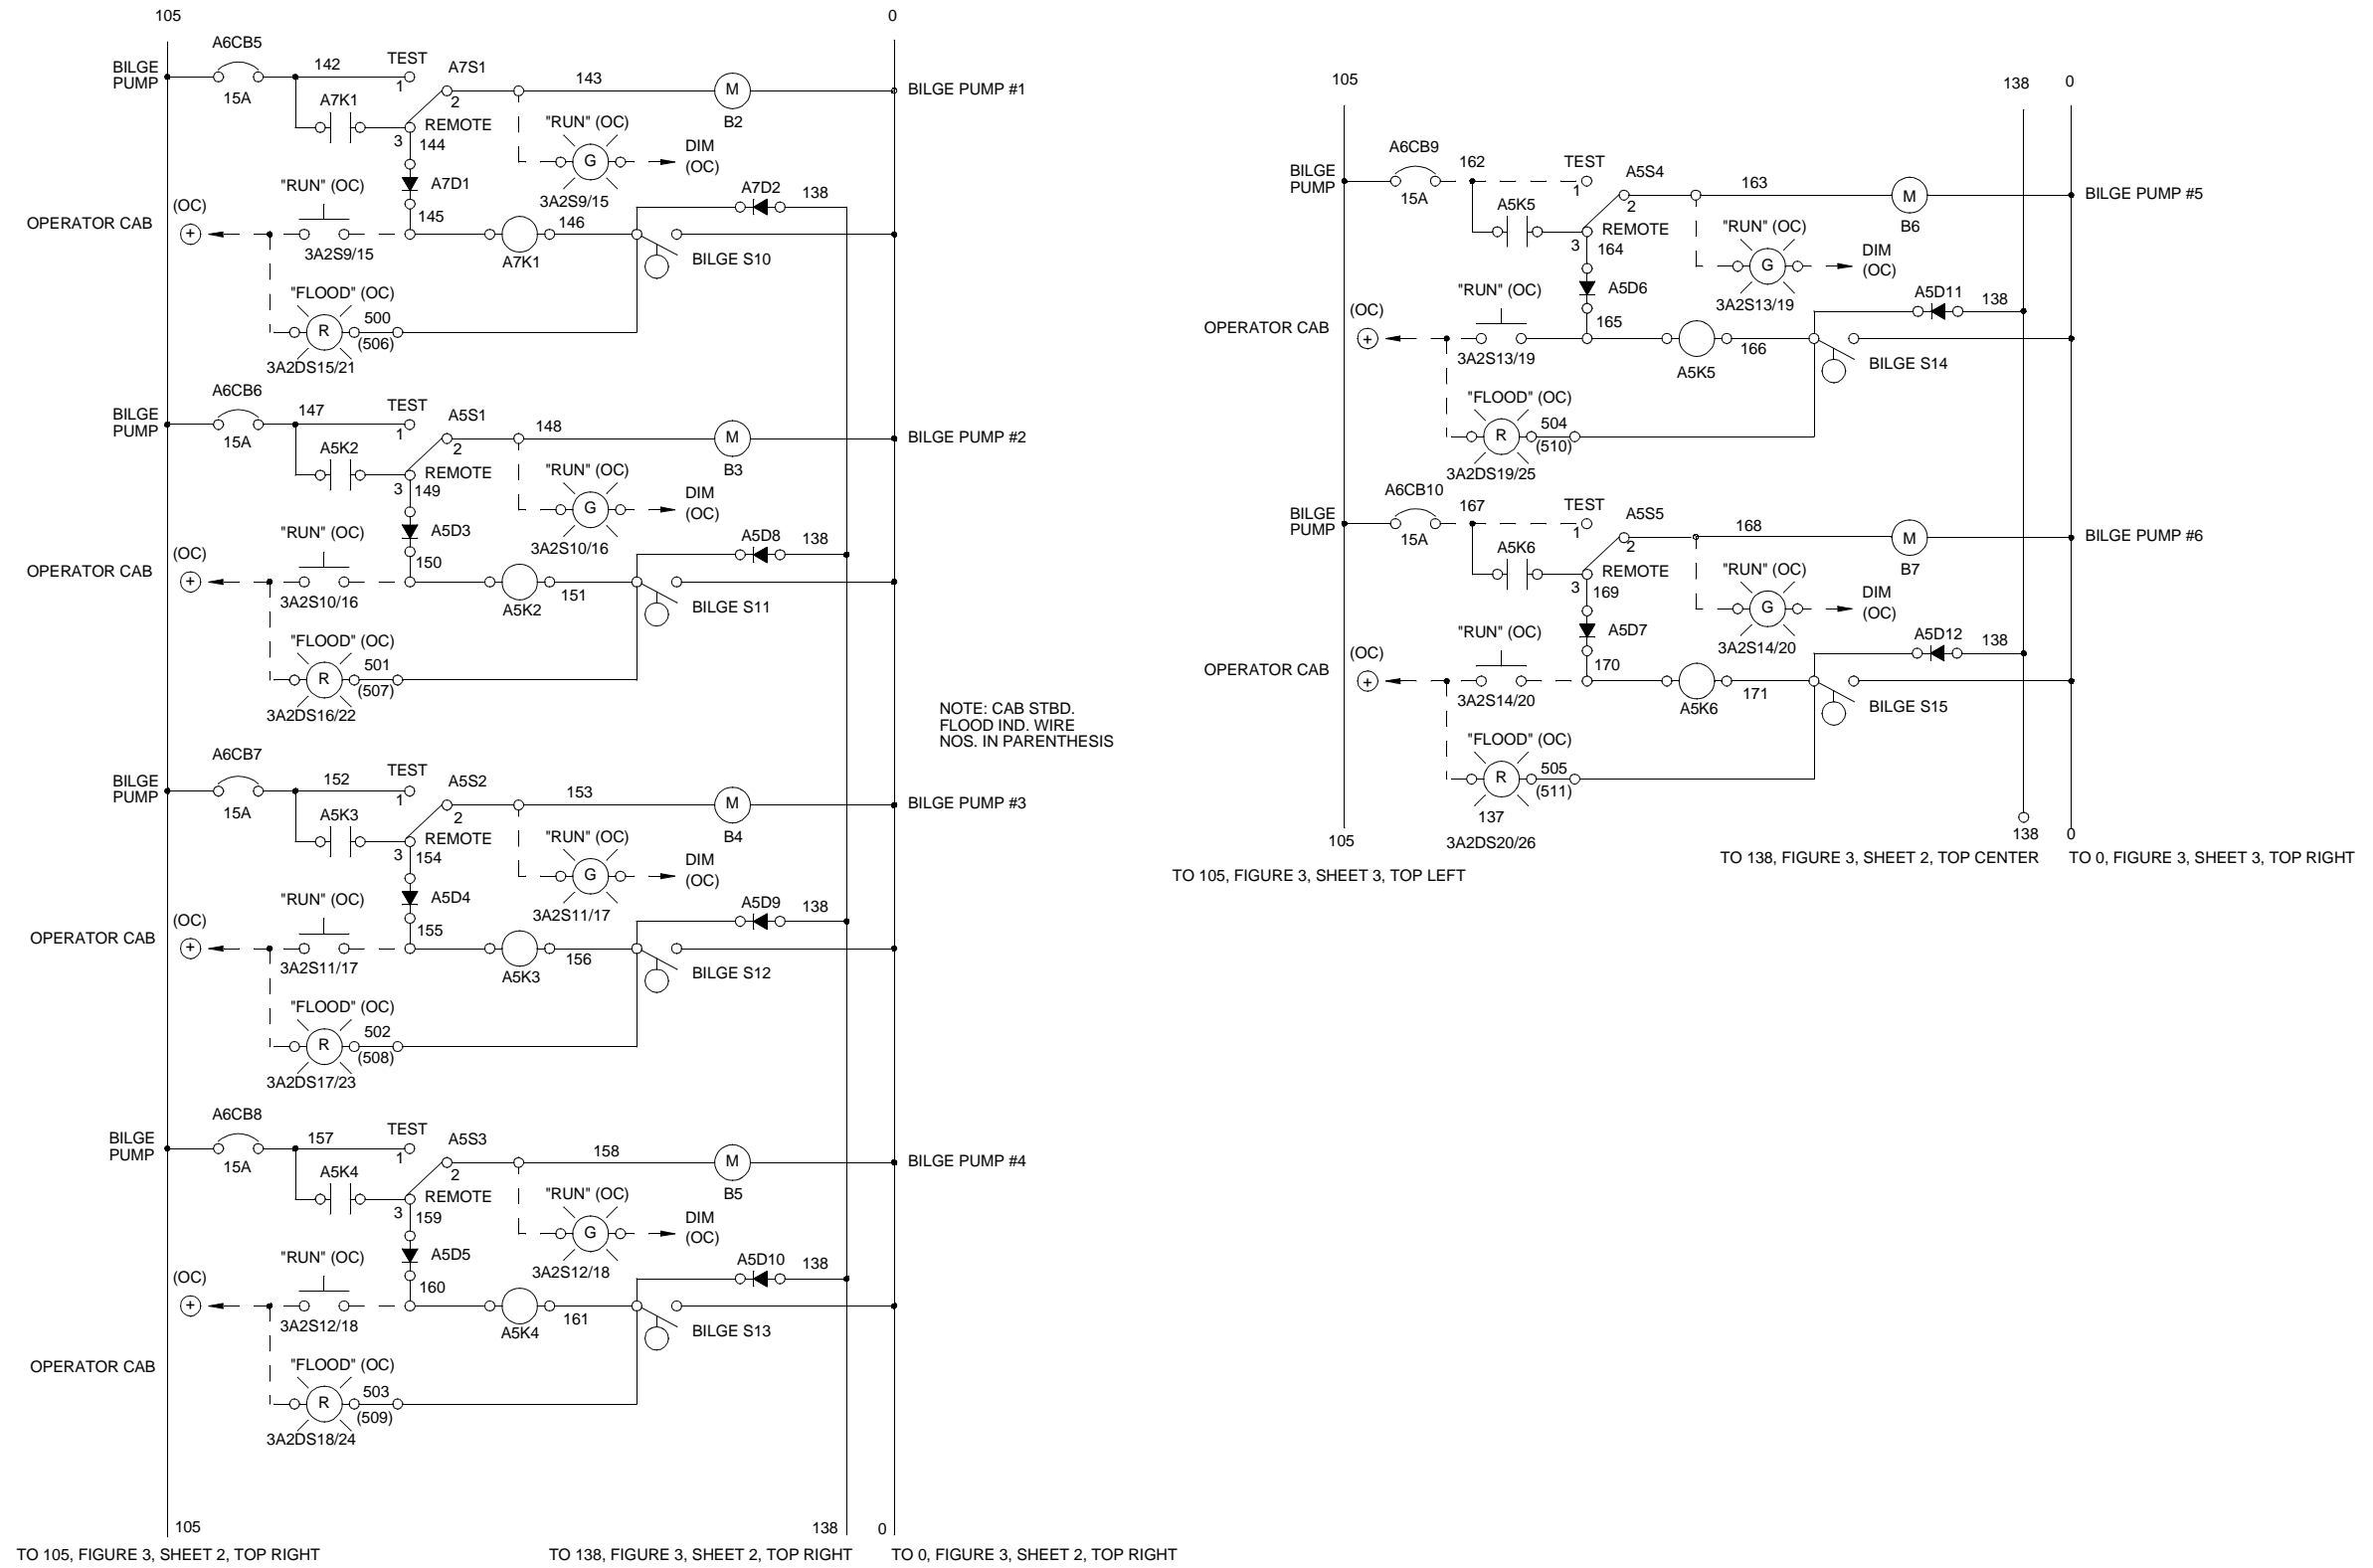 105
0
A6CB5
BILGE
PUMP
15A
142
TEST
1
A7S1
2
143
M
B2
BILGE PUMP #1
A7K1
REMOTE
3
144
"RUN" (OC)
G
DIM
(OC)
3A2S9/15
A7D1
A7D2
138
"RUN" (OC)
(OC)
+
OPERATOR CAB
3A2S9/15
145
A7K1
146
BILGE S10
"FLOOD" (OC)
R
500
(506)
3A2DS15/21
A6CB6
BILGE
PUMP
15A
147
TEST
1
A5S1
2
148
M
B3
BILGE PUMP #2
A5K2
REMOTE
3
149
"RUN" (OC)
G
DIM
(OC)
3A2S10/16
A5D3
A5D8
138
"RUN" (OC)
(OC)
+
OPERATOR CAB
3A2S10/16
150
A5K2
151
BILGE S11
"FLOOD" (OC)
R
501
(507)
3A2DS16/22
NOTE: CAB STBD.
FLOOD IND. WIRE
NOS. IN PARENTHESIS
A6CB7
BILGE
PUMP
15A
152
TEST
1
A5S2
2
153
M
B4
BILGE PUMP #3
A5K3
REMOTE
3
154
"RUN" (OC)
G
DIM
(OC)
3A2S11/17
A5D4
A5D9
138
"RUN" (OC)
(OC)
+
OPERATOR CAB
3A2S11/17
155
A5K3
156
BILGE S12
"FLOOD" (OC)
R
502
(508)
3A2DS17/23
A6CB8
BILGE
PUMP
15A
157
TEST
1
A5S3
2
158
M
B5
BILGE PUMP #4
A5K4
REMOTE
3
159
"RUN" (OC)
G
DIM
(OC)
3A2S12/18
A5D5
A5D10
138
"RUN" (OC)
(OC)
+
3A2S12/18
160
A5K4
161
BILGE S13
OPERATOR CAB
"FLOOD" (OC)
R
503
(509)
3A2DS18/24
105
138
0
TO 105, FIGURE 3, SHEET 2, TOP RIGHT
TO 138, FIGURE 3, SHEET 2, TOP RIGHT
TO 0, FIGURE 3, SHEET 2, TOP RIGHT
105
138
0
A6CB9
BILGE
PUMP
15A
162
TEST
1
A5S4
2
163
M
B6
BILGE PUMP #5
A5K5
REMOTE
3
164
"RUN" (OC)
G
DIM
(OC)
3A2S13/19
A5D6
A5D11
138
"RUN" (OC)
(OC)
+
OPERATOR CAB
3A2S13/19
165
A5K5
166
BILGE S14
"FLOOD" (OC)
R
504
(510)
3A2DS19/25
A6CB10
BILGE
PUMP
15A
167
TEST
1
A5S5
2
168
M
B7
BILGE PUMP #6
A5K6
REMOTE
3
169
"RUN" (OC)
G
DIM
(OC)
3A2S14/20
A5D7
A5D12
138
"RUN" (OC)
(OC)
+
OPERATOR CAB
3A2S14/20
170
A5K6
171
BILGE S15
"FLOOD" (OC)
R
505
(511)
137
3A2DS20/26
105
138
0
TO 105, FIGURE 3, SHEET 3, TOP LEFT
TO 138, FIGURE 3, SHEET 2, TOP CENTER
TO 0, FIGURE 3, SHEET 3, TOP RIGHT